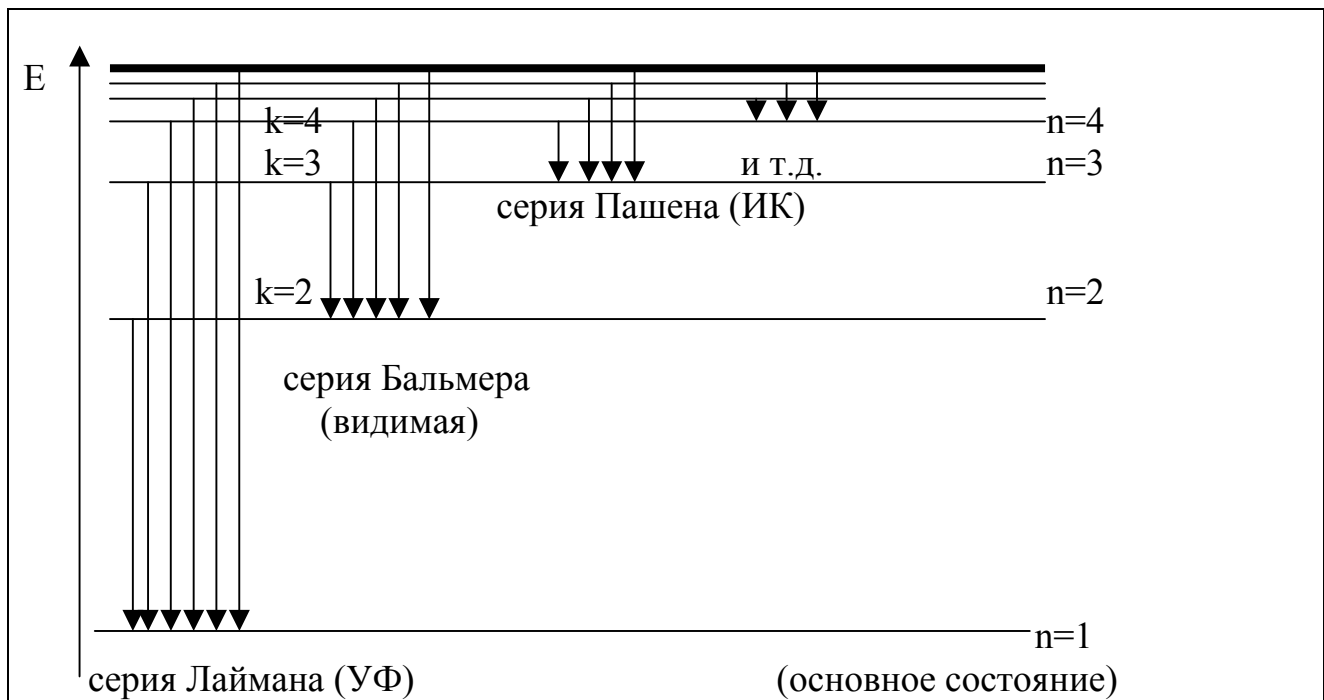 E
k=4 n=4
k=3 и т.д. n=3
серия Пашена (ИК)
k=2 n=2
серия Бальмера
(видимая)
n=1
серия Лаймана (УФ) (основное состояние)